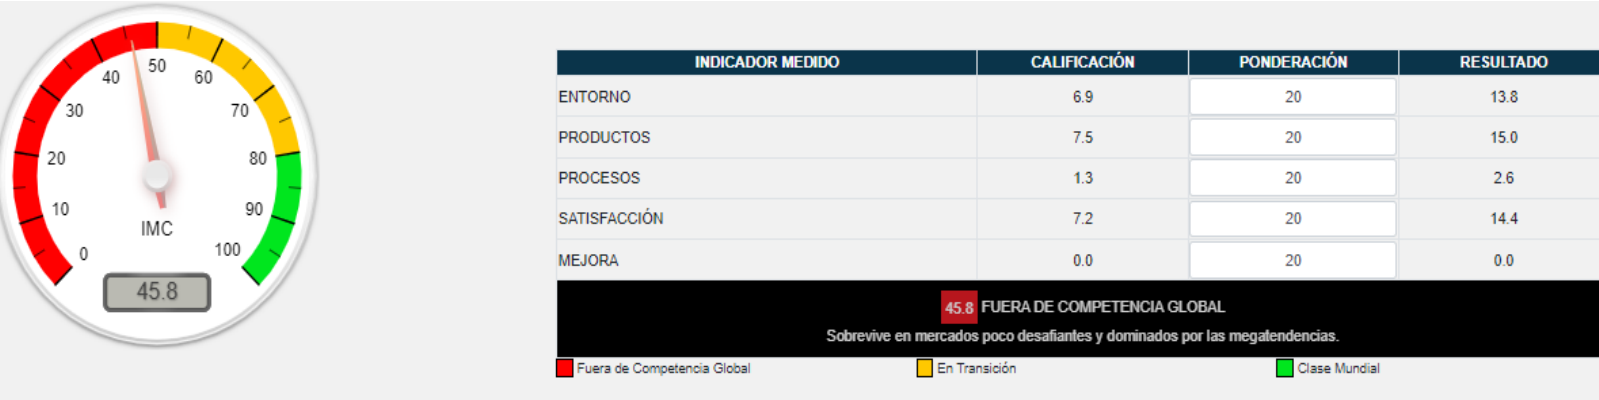 0
10
20
30
40
50
60
70
80
90
100
IMC
45.8
INDICADOR MEDIDO CALIFICACIÓN PONDERACIÓN RESULTADO
ENTORNO 6.9 20 13.8
PRODUCTOS 7.5 20 15.0
PROCESOS 1.3 20 2.6
SATISFACCIÓN 7.2 20 14.4
MEJORA 0.0 20 0.0
45.8 FUERA DE COMPETENCIA GLOBAL
Sobrevive en mercados poco desafiantes y dominados por las megatendencias.
Fuera de Competencia Global En Transición Clase Mundial